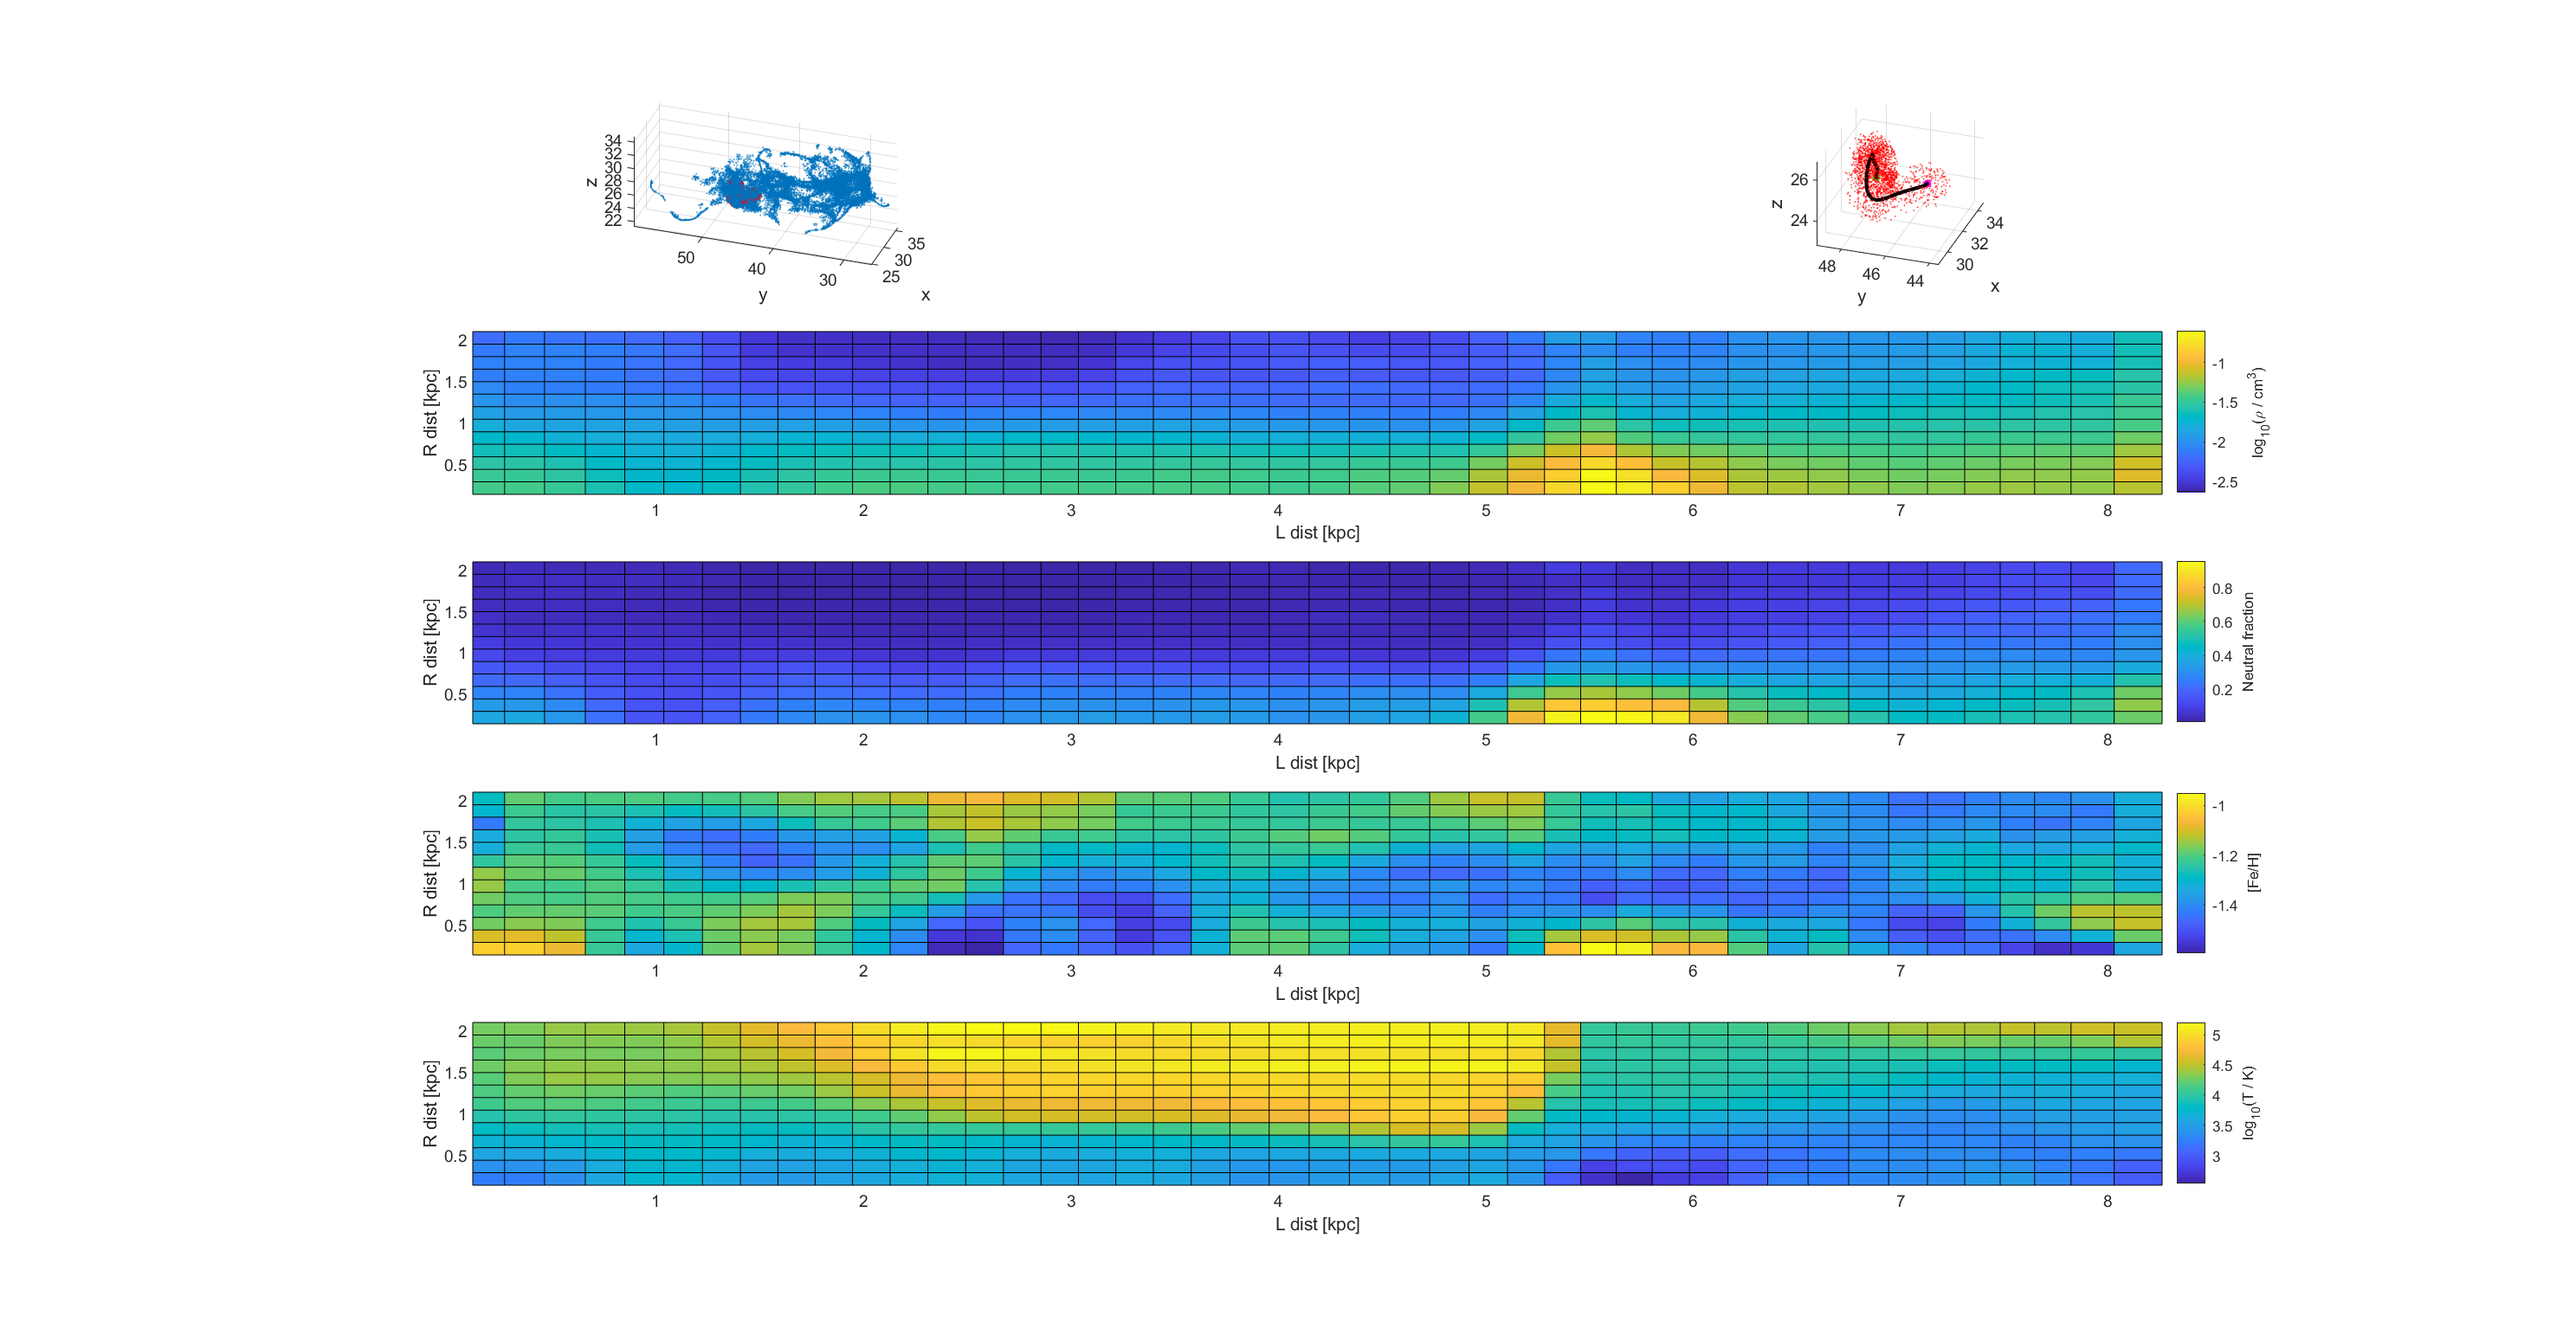 34
32
30
28
26
24
22
z
50
40
30
y
35
30
25
x
26
24
z
48
46
44
y
34
32
30
x
2
1.5
1
0.5
R dist [kpc]
1 2 3 4 5 6 7 8
L dist [kpc]
-1
-1.5
-2
-2.5
log10(ρ / cm3)
2
1.5
1
0.5
R dist [kpc]
1 2 3 4 5 6 7 8
L dist [kpc]
0.8
0.6
0.4
0.2
Neutral fraction
2
1.5
1
0.5
R dist [kpc]
1 2 3 4 5 6 7 8
L dist [kpc]
-1
-1.2
-1.4
[Fe/H]
2
1.5
1
0.5
R dist [kpc]
1 2 3 4 5 6 7 8
L dist [kpc]
5
4.5
4
3.5
3
log10(T / K)